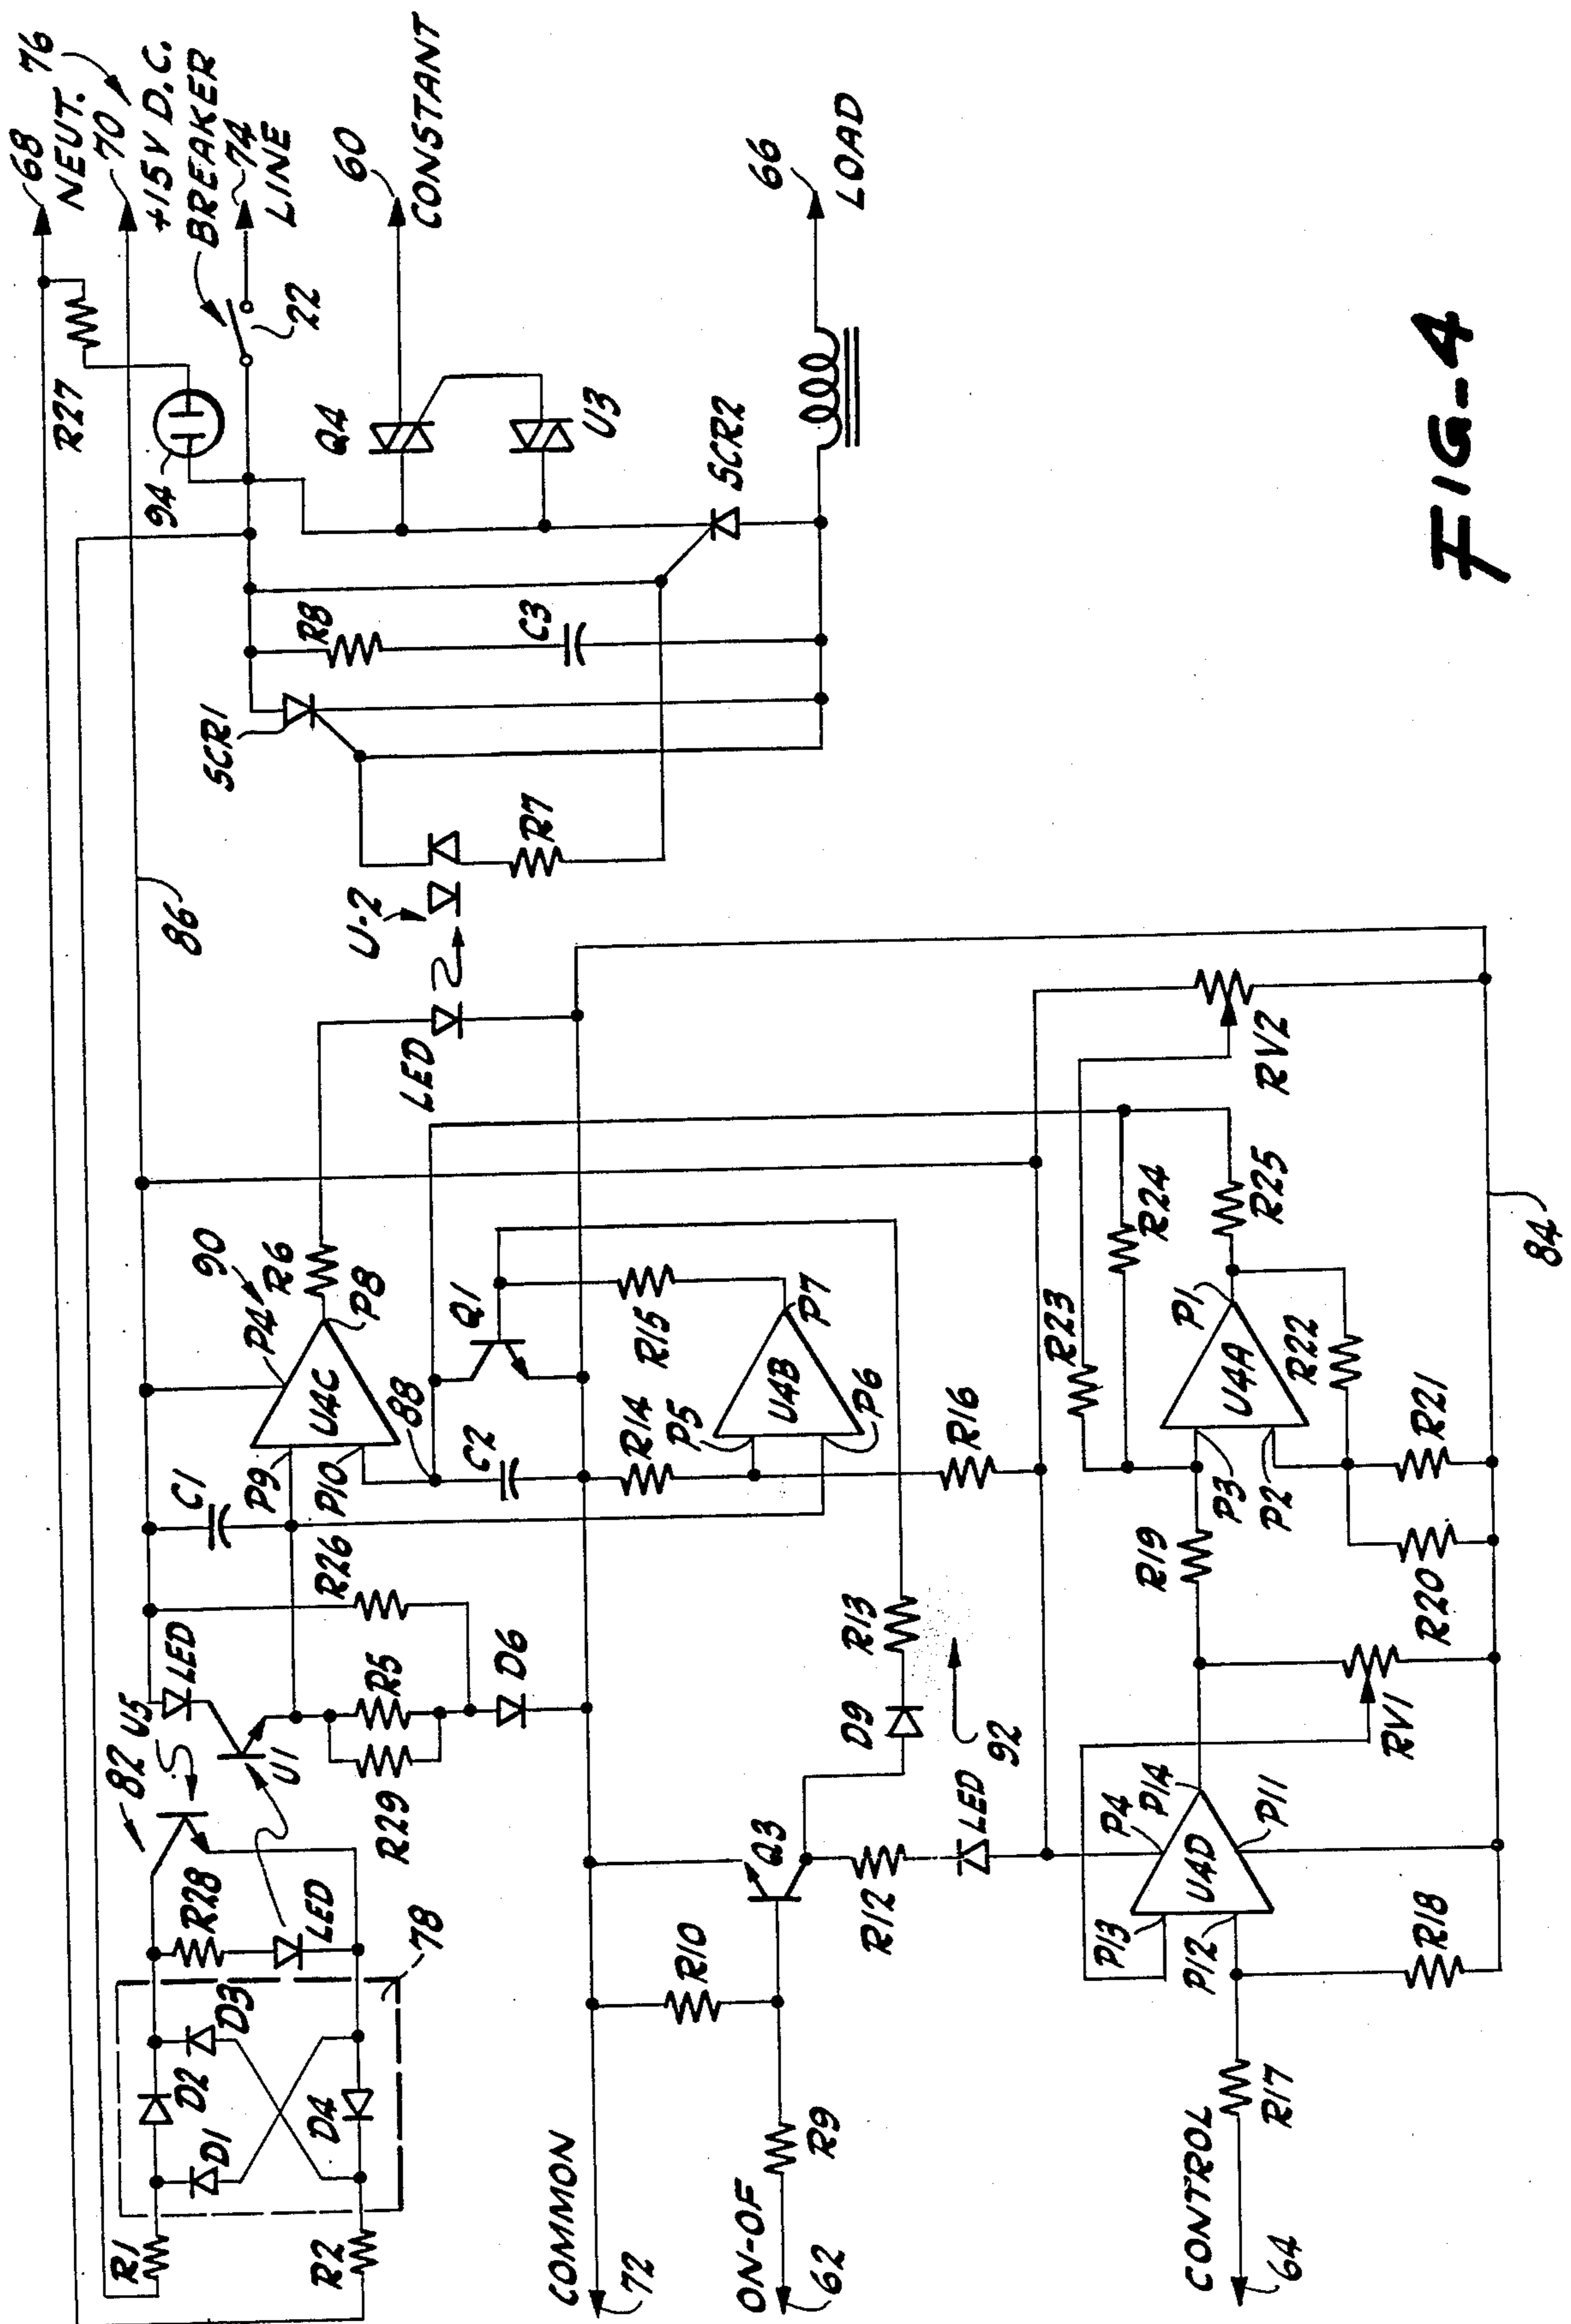 68
NEUT.
76
70
+15V D.C.
BREAKER
74
LINE
22
60
CONSTANT
66
LOAD
R27
94
Q4
U3
SCR2
R8
C3
SCR1
R7
U-2
LED
86
90
P4
R6
P8
U4C
P9
P10
88
C1
C2
Q1
R15
R14
P5
U4B
P7
P6
R16
R26
LED
U5
82
U1
R5
D6
R29
R28
LED
78
D3
D2
D1
D4
R1
R2
COMMON
72
ON-OF
62
R9
R10
Q3
R12
LED
D9
R13
92
CONTROL
64
R17
R18
P13
P12
U4D
P4
P14
P11
RV1
R19
R20
R21
P3
P2
U4A
P1
R22
R23
R24
R25
RV2
84
FIG-4